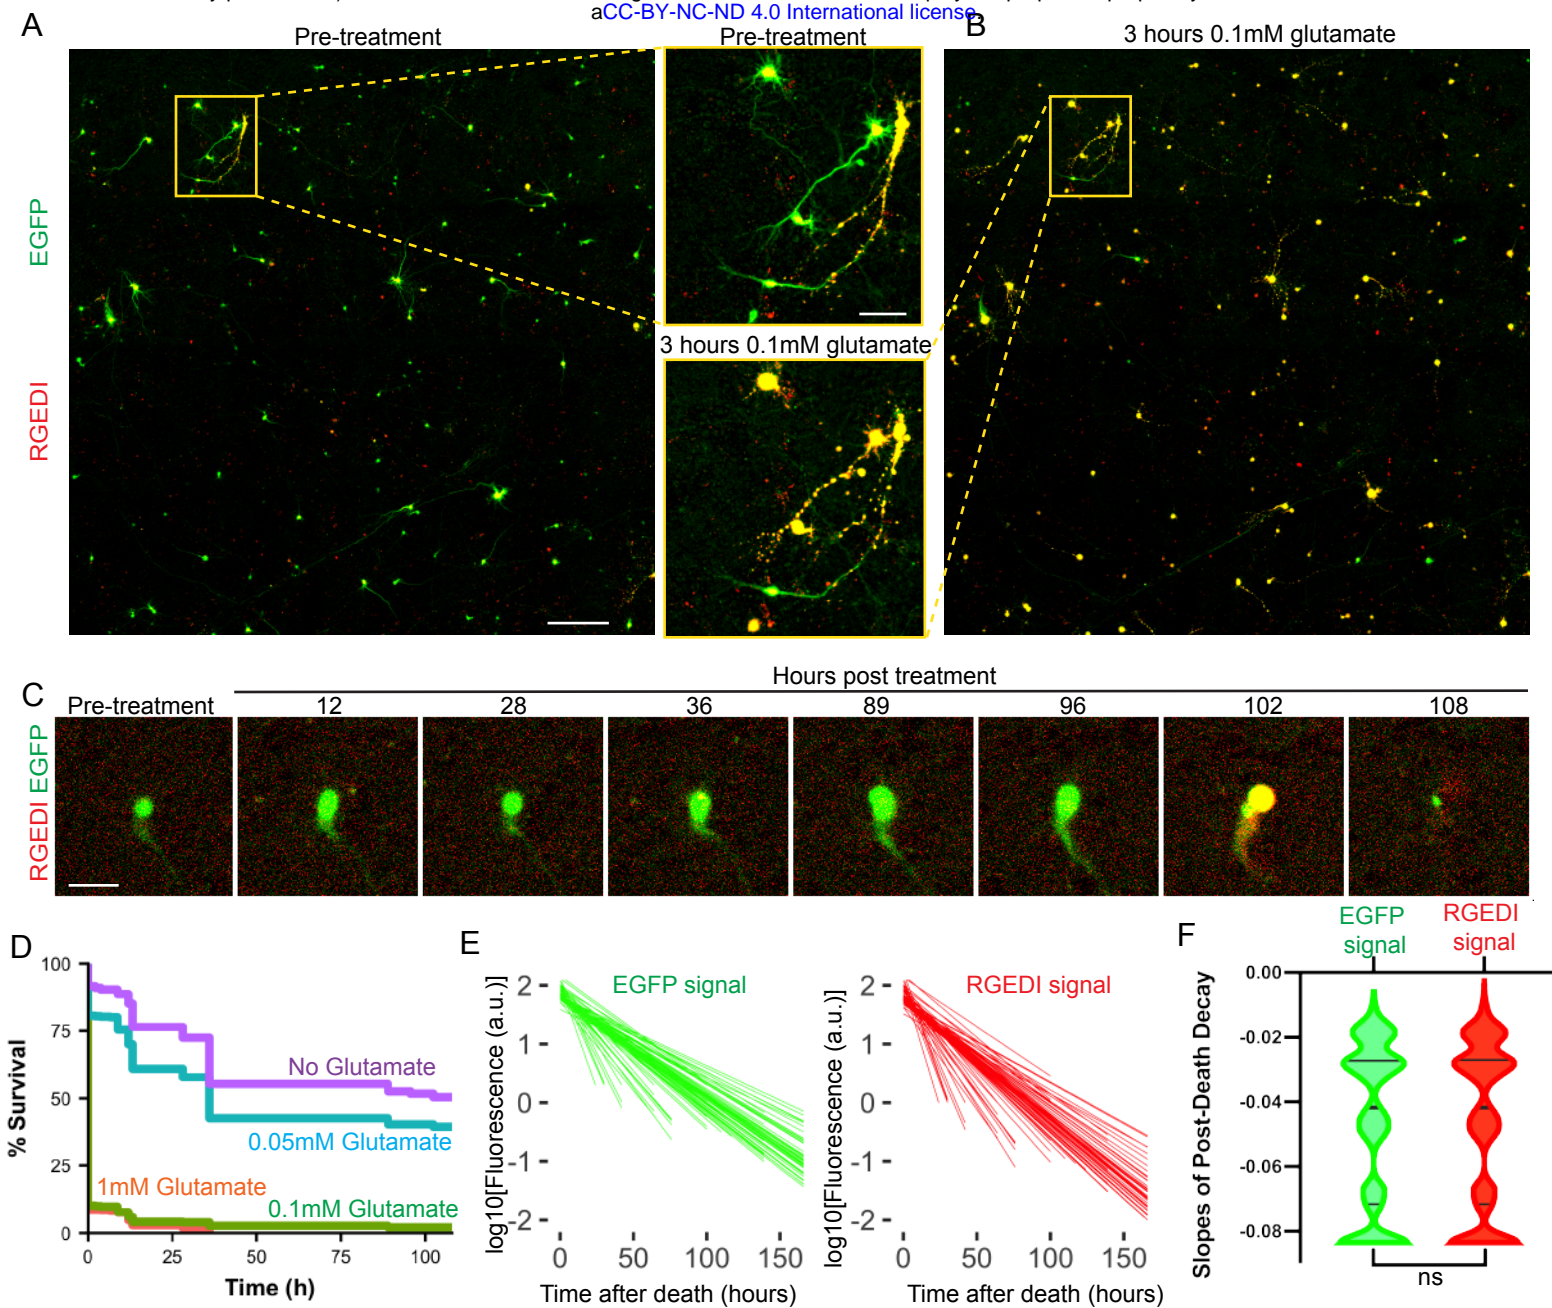 aCC-BY-NC-ND 4.0 International license.
A
Pre-treatment
Pre-treatment
B
3 hours 0.1mM glutamate
EGFP
RGEDI
3 hours 0.1mM glutamate
C
Hours post treatment
Pre-treatment
12
28
36
89
96
102
108
RGEDI EGFP
D
% Survival
100
75
50
25
0
No Glutamate
0.05mM Glutamate
1mM Glutamate
0.1mM Glutamate
0
25
50
75
100
Time (h)
E
log10[Fluorescence (a.u.)]
EGFP signal
2
1
0
-1
-2
0
50
100
150
Time after death (hours)
log10[Fluorescence (a.u.)]
RGEDI signal
2
1
0
-1
-2
0
50
100
150
Time after death (hours)
F
EGFP
signal
RGEDI
signal
Slopes of Post-Death Decay
0.00
-0.02
-0.04
-0.06
-0.08
ns